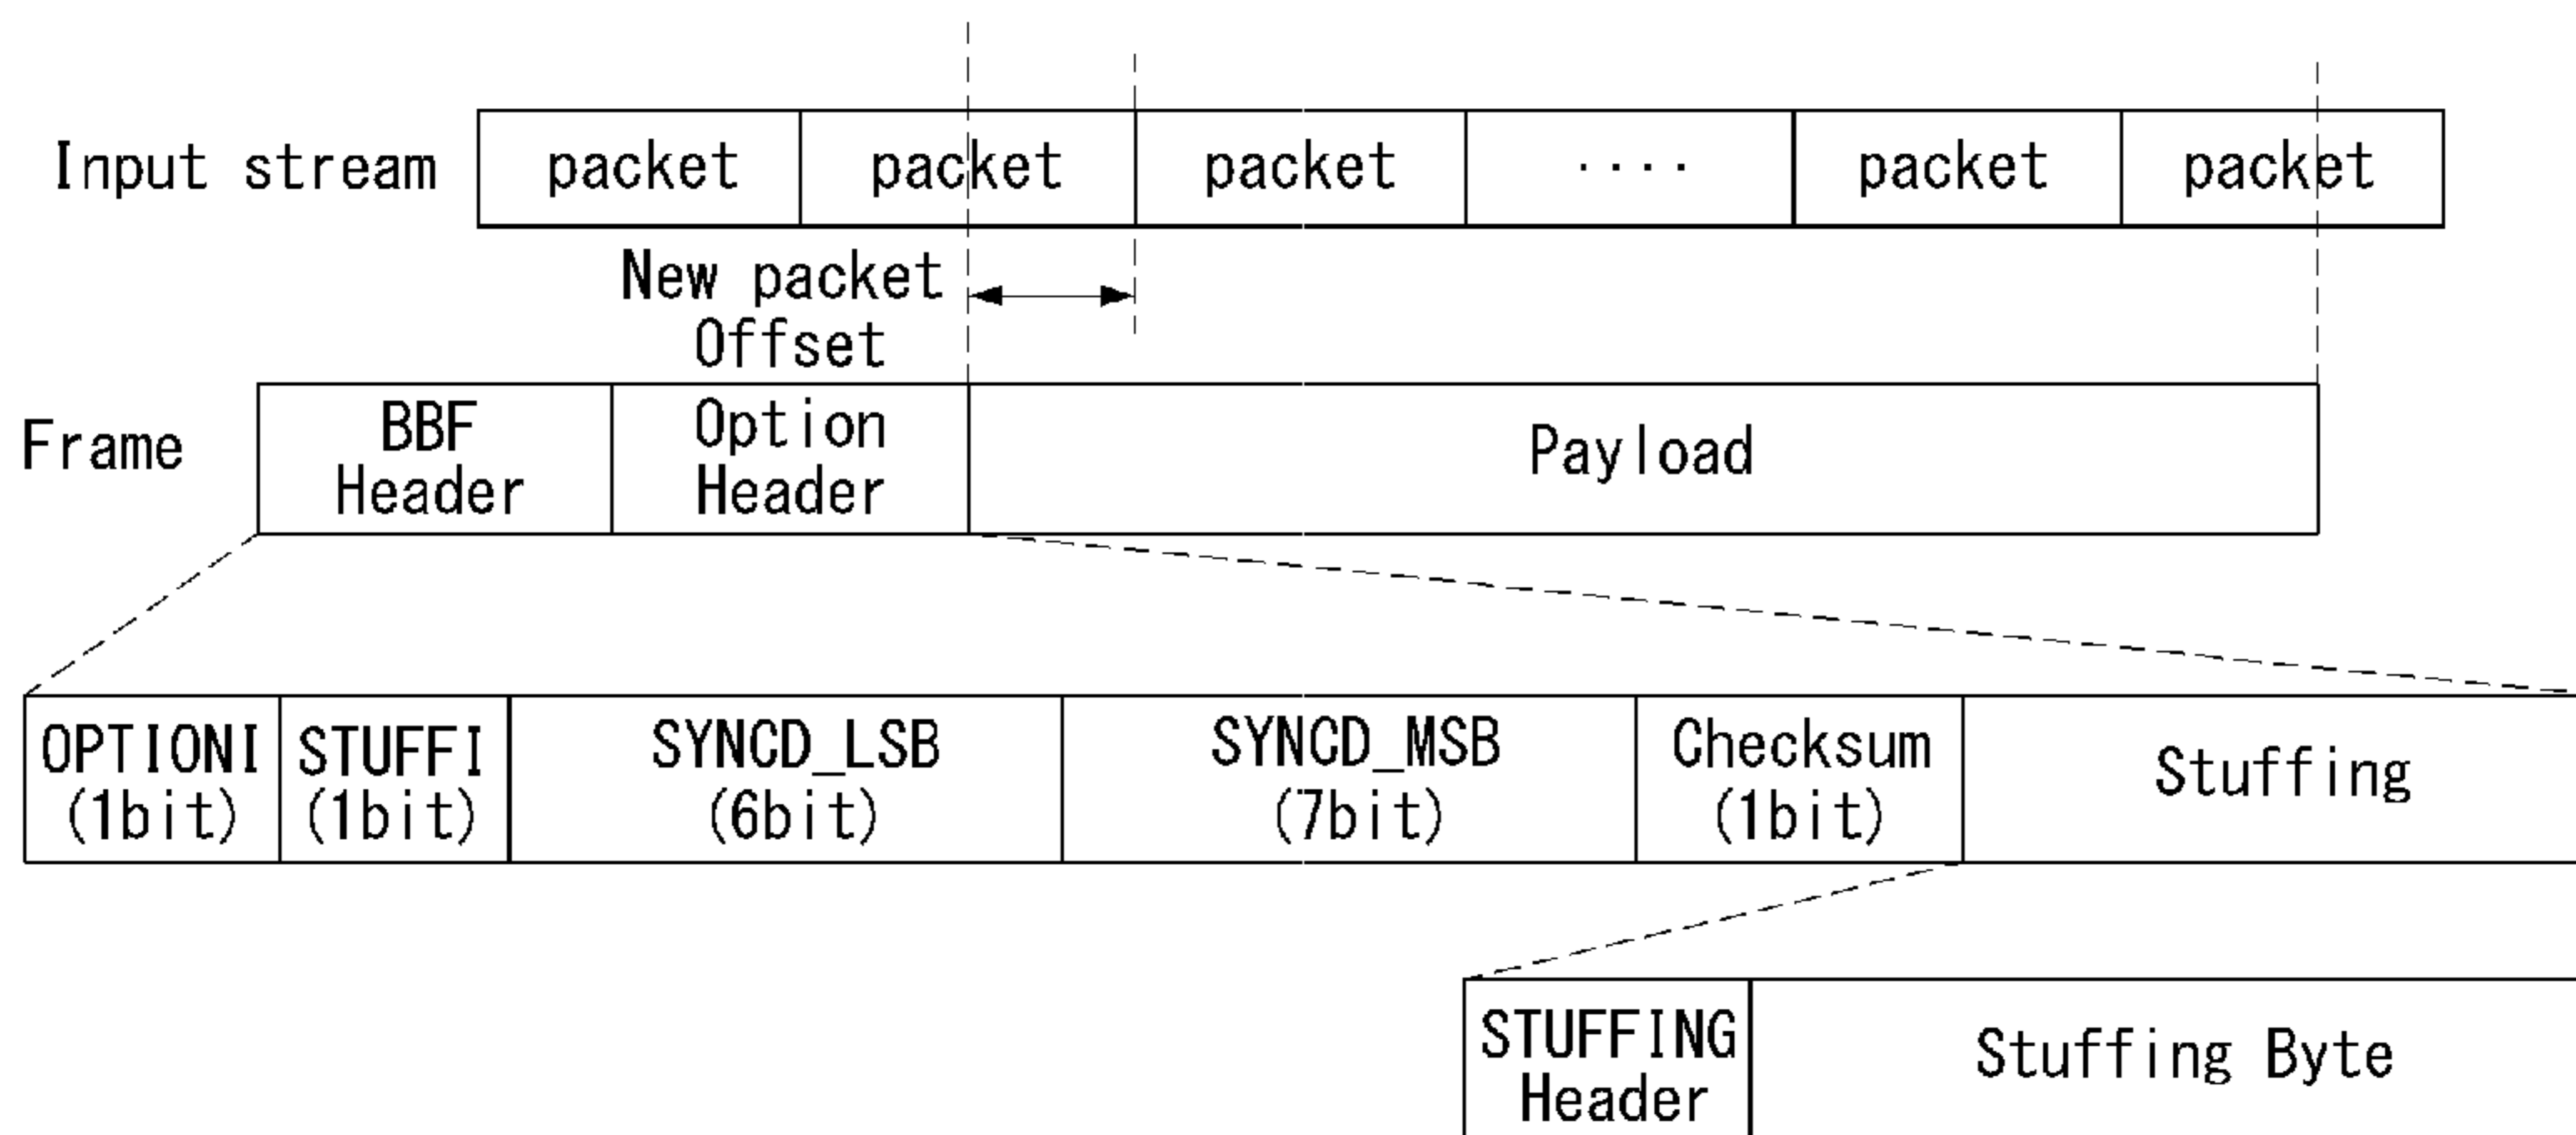 Input stream packet packet packet ···· packet packet
New packet
Offset
Frame
BBF
Header
Option
Header
Payload
OPTIONI
(1bit)
STUFFI
(1bit)
SYNCD_LSB
(6bit)
SYNCD_MSB
(7bit)
Checksum
(1bit)
Stuffing
STUFFING
Header
Stuffing Byte